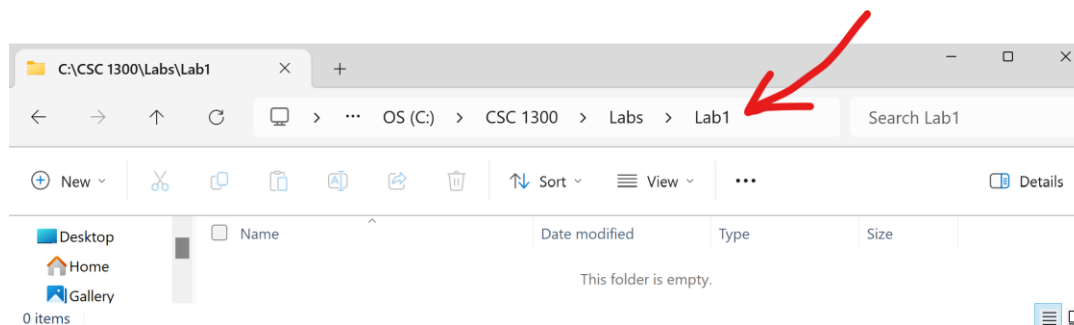 C:\CSC 1300\Labs\Lab1
OS (C:) > CSC 1300 > Labs > Lab1 Search Lab1
New Sort View Details
Desktop Name Date modified Type Size
Home
This folder is empty.
Gallery
0 items